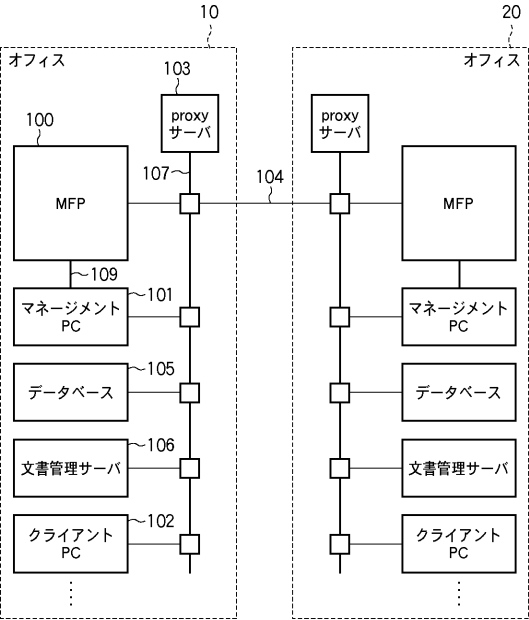 10
20
オフィス
オフィス
103
proxy
サーバ
proxy
サーバ
100
107
104
MFP
MFP
109
101
マネージメント
PC
マネージメント
PC
105
データベース
データベース
106
文書管理サーバ
文書管理サーバ
102
クライアント
PC
クライアント
PC